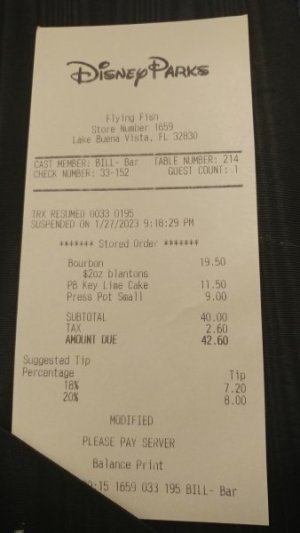 Disney Parks
Flying Fish
Store Number 1659
Lake Buena Vista, FL 32830
CAST MEMBER: BILL- Bar TABLE NUMBER: 214
CHECK NUMBER: 33-152 GUEST COUNT: 1
TRX RESUMED 0033 0195
SUSPENDED ON 1/27/2023 9:18:29 PM
******* Stored Order *******
Bourbon 19.50
$2oz blantons
PB Key Lime Cake 11.50
Press Pot Small 9.00
SUBTOTAL 40.00
TAX 2.60
AMOUNT DUE 42.60
Suggested Tip
Percentage Tip
18% 7.20
20% 8.00
MODIFIED
PLEASE PAY SERVER
Balance Print
:15 1659 033 195 BILL- Bar